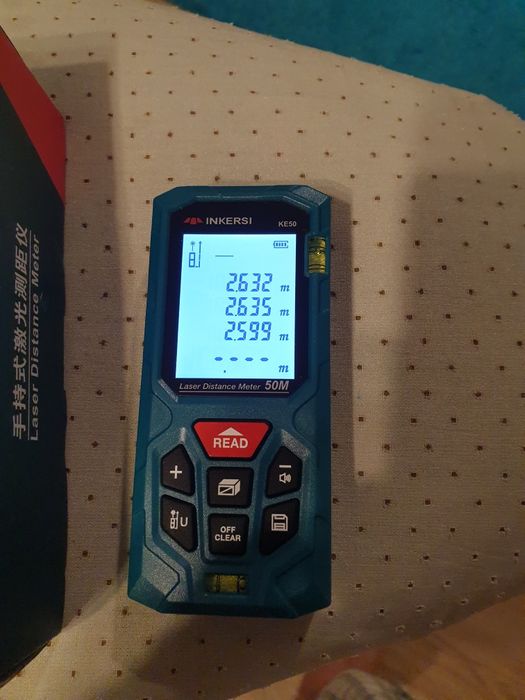 手持式激光测距仪
Laser Distance Meter
INKERSI
KE50
2.632 m
2.635 m
2.599 m
- - - - m
Laser Distance Meter 50M
READ
+
−
U
OFF
CLEAR